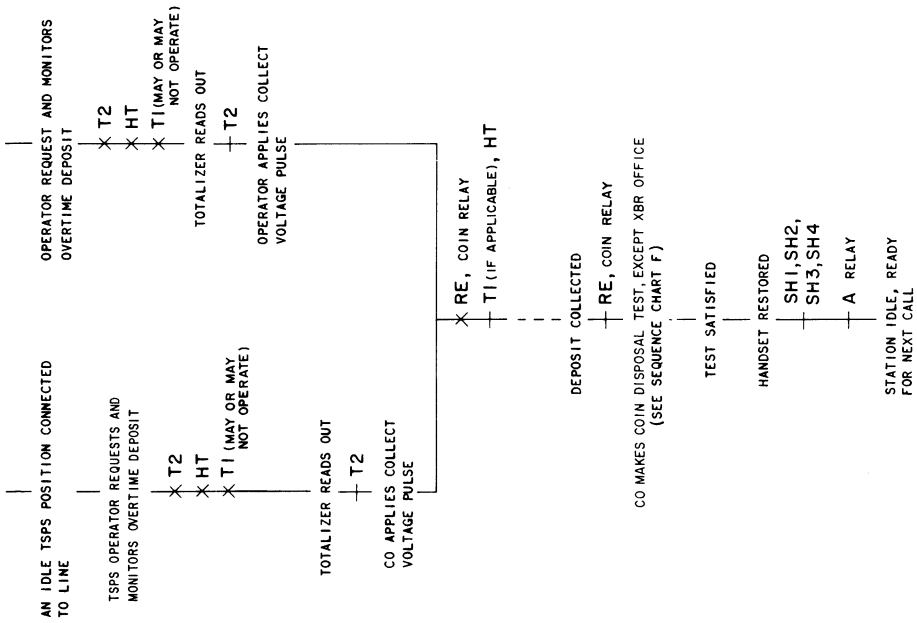 AN IDLE TSPS POSITION CONNECTED
TO LINE
TSPS OPERATOR REQUESTS AND
MONITORS OVERTIME DEPOSIT
T2
HT
T1 (MAY OR MAY
NOT OPERATE)
TOTALIZER READS OUT
T2
CO APPLIES COLLECT
VOLTAGE PULSE
OPERATOR REQUEST AND MONITORS
OVERTIME DEPOSIT
T2
HT
T1 (MAY OR MAY
NOT OPERATE)
TOTALIZER READS OUT
T2
OPERATOR APPLIES COLLECT
VOLTAGE PULSE
RE, COIN RELAY
T1 (IF APPLICABLE), HT
DEPOSIT COLLECTED
RE, COIN RELAY
CO MAKES COIN DISPOSAL TEST, EXCEPT XBR OFFICE
(SEE SEQUENCE CHART F)
TEST SATISFIED
HANDSET RESTORED
SH1, SH2,
SH3, SH4
A RELAY
STATION IDLE, READY
FOR NEXT CALL